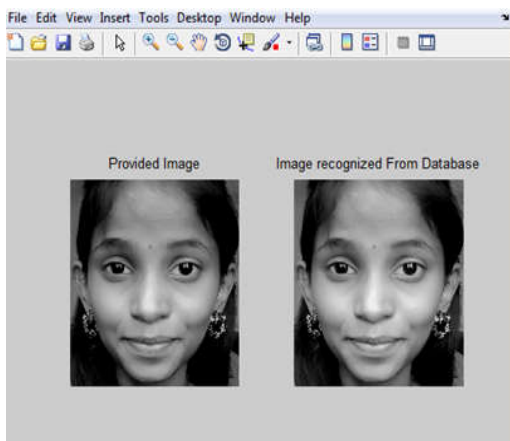 File Edit View Insert Tools Desktop Window Help
Provided Image
Image recognized From Database